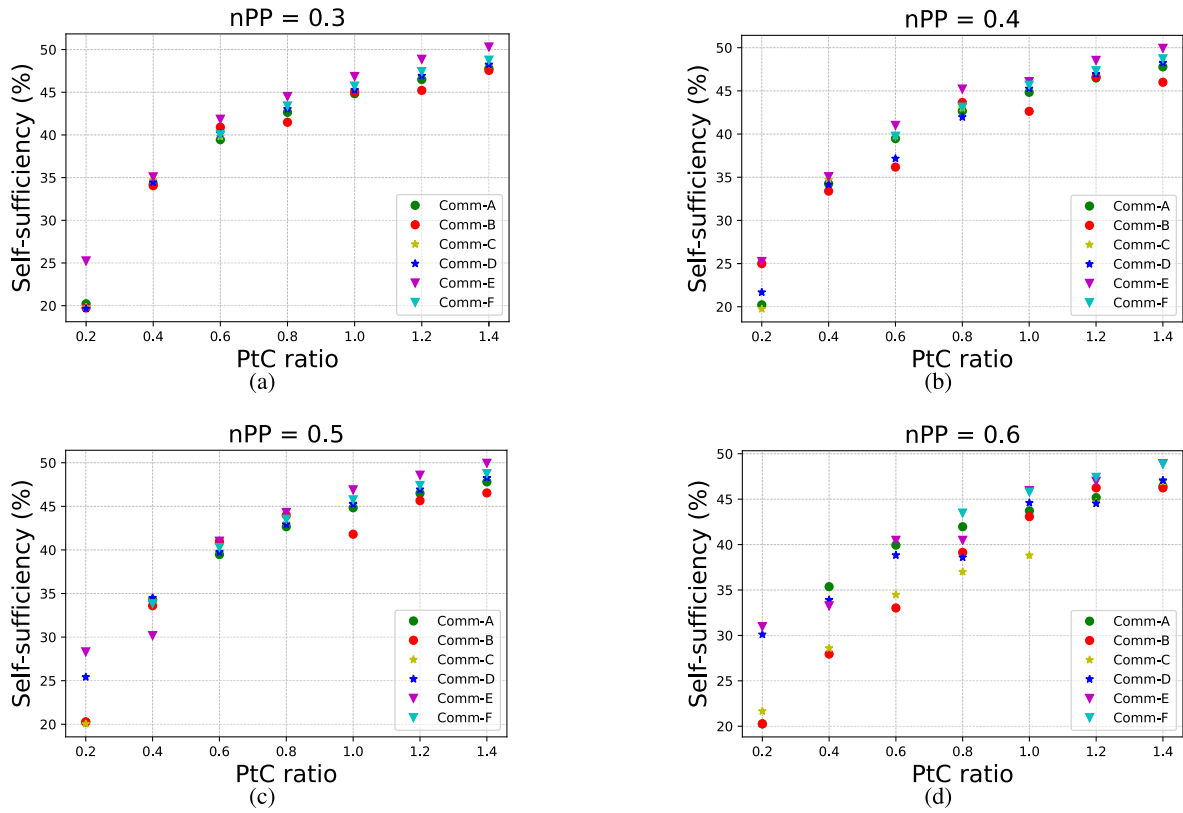 nPP = 0.3
Self-sufficiency (%)
50
45
40
35
30
25
20
0.2 0.4 0.6 0.8 1.0 1.2 1.4
PtC ratio
Comm-A
Comm-B
Comm-C
Comm-D
Comm-E
Comm-F
(a)
nPP = 0.4
Self-sufficiency (%)
50
45
40
35
30
25
20
0.2 0.4 0.6 0.8 1.0 1.2 1.4
PtC ratio
Comm-A
Comm-B
Comm-C
Comm-D
Comm-E
Comm-F
(b)
nPP = 0.5
Self-sufficiency (%)
50
45
40
35
30
25
20
0.2 0.4 0.6 0.8 1.0 1.2 1.4
PtC ratio
Comm-A
Comm-B
Comm-C
Comm-D
Comm-E
Comm-F
(c)
nPP = 0.6
Self-sufficiency (%)
50
45
40
35
30
25
20
0.2 0.4 0.6 0.8 1.0 1.2 1.4
PtC ratio
Comm-A
Comm-B
Comm-C
Comm-D
Comm-E
Comm-F
(d)